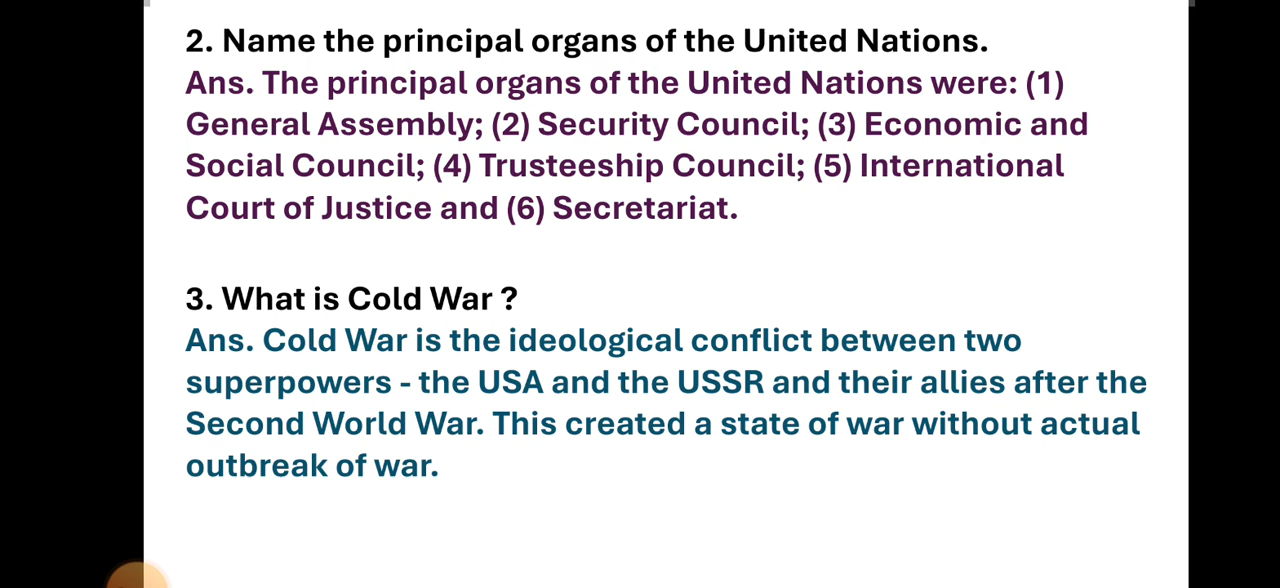 2. Name the principal organs of the United Nations.
Ans. The principal organs of the United Nations were: (1)
General Assembly; (2) Security Council; (3) Economic and
Social Council; (4) Trusteeship Council; (5) International
Court of Justice and (6) Secretariat.
3. What is Cold War ?
Ans. Cold War is the ideological conflict between two
superpowers - the USA and the USSR and their allies after the
Second World War. This created a state of war without actual
outbreak of war.